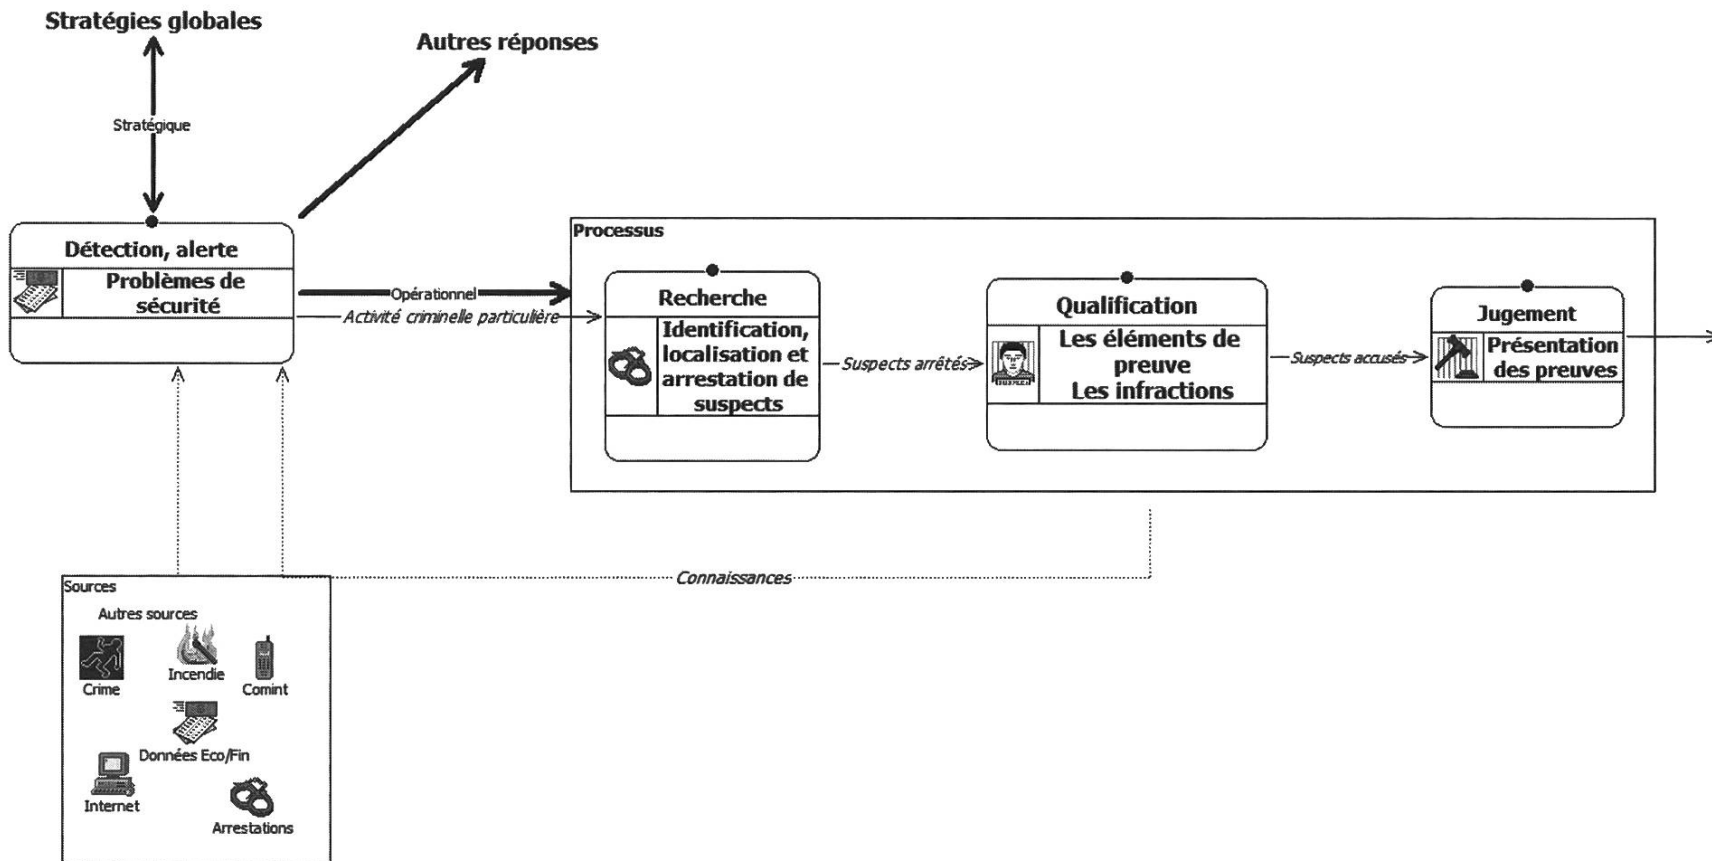 Stratégies globales
Autres réponses
Stratégique
Détection, alerte
Problèmes de
sécurité
Opérationnel
Activité criminelle particulière
Processus
Recherche
Identification,
localisation et
arrestation de
suspects
Suspects arrêtés
Qualification
Les éléments de
preuve
Les infractions
Suspects accusés
Jugement
Présentation
des preuves
Connaissances
Sources
Autres sources
Crime
Incendie
Comint
Données Eco/Fin
Internet
Arrestations